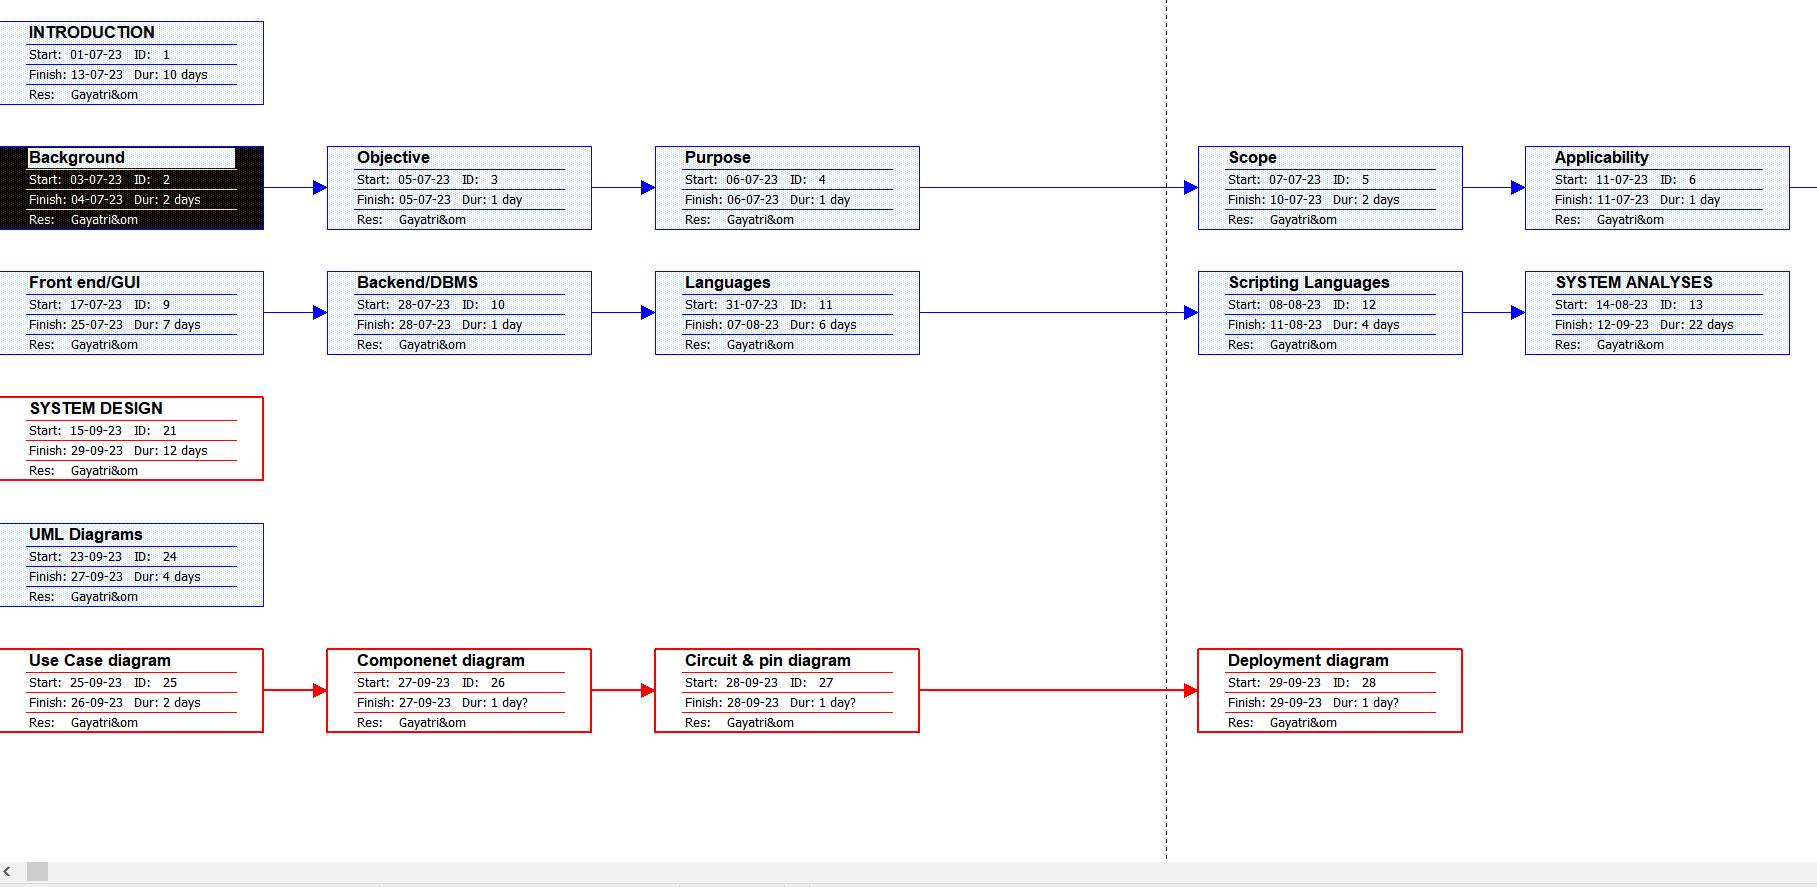 INTRODUCTION
Start: 01-07-23 ID: 1
Finish: 13-07-23 Dur: 10 days
Res: Gayatri&om
Background
Start: 03-07-23 ID: 2
Finish: 04-07-23 Dur: 2 days
Res: Gayatri&om
Objective
Start: 05-07-23 ID: 3
Finish: 05-07-23 Dur: 1 day
Res: Gayatri&om
Purpose
Start: 06-07-23 ID: 4
Finish: 06-07-23 Dur: 1 day
Res: Gayatri&om
Scope
Start: 07-07-23 ID: 5
Finish: 10-07-23 Dur: 2 days
Res: Gayatri&om
Applicability
Start: 11-07-23 ID: 6
Finish: 11-07-23 Dur: 1 day
Res: Gayatri&om
Front end/GUI
Start: 17-07-23 ID: 9
Finish: 25-07-23 Dur: 7 days
Res: Gayatri&om
Backend/DBMS
Start: 28-07-23 ID: 10
Finish: 28-07-23 Dur: 1 day
Res: Gayatri&om
Languages
Start: 31-07-23 ID: 11
Finish: 07-08-23 Dur: 6 days
Res: Gayatri&om
Scripting Languages
Start: 08-08-23 ID: 12
Finish: 11-08-23 Dur: 4 days
Res: Gayatri&om
SYSTEM ANALYSES
Start: 14-08-23 ID: 13
Finish: 12-09-23 Dur: 22 days
Res: Gayatri&om
SYSTEM DESIGN
Start: 15-09-23 ID: 21
Finish: 29-09-23 Dur: 12 days
Res: Gayatri&om
UML Diagrams
Start: 23-09-23 ID: 24
Finish: 27-09-23 Dur: 4 days
Res: Gayatri&om
Use Case diagram
Start: 25-09-23 ID: 25
Finish: 26-09-23 Dur: 2 days
Res: Gayatri&om
Componenet diagram
Start: 27-09-23 ID: 26
Finish: 27-09-23 Dur: 1 day?
Res: Gayatri&om
Circuit & pin diagram
Start: 28-09-23 ID: 27
Finish: 28-09-23 Dur: 1 day?
Res: Gayatri&om
Deployment diagram
Start: 29-09-23 ID: 28
Finish: 29-09-23 Dur: 1 day?
Res: Gayatri&om